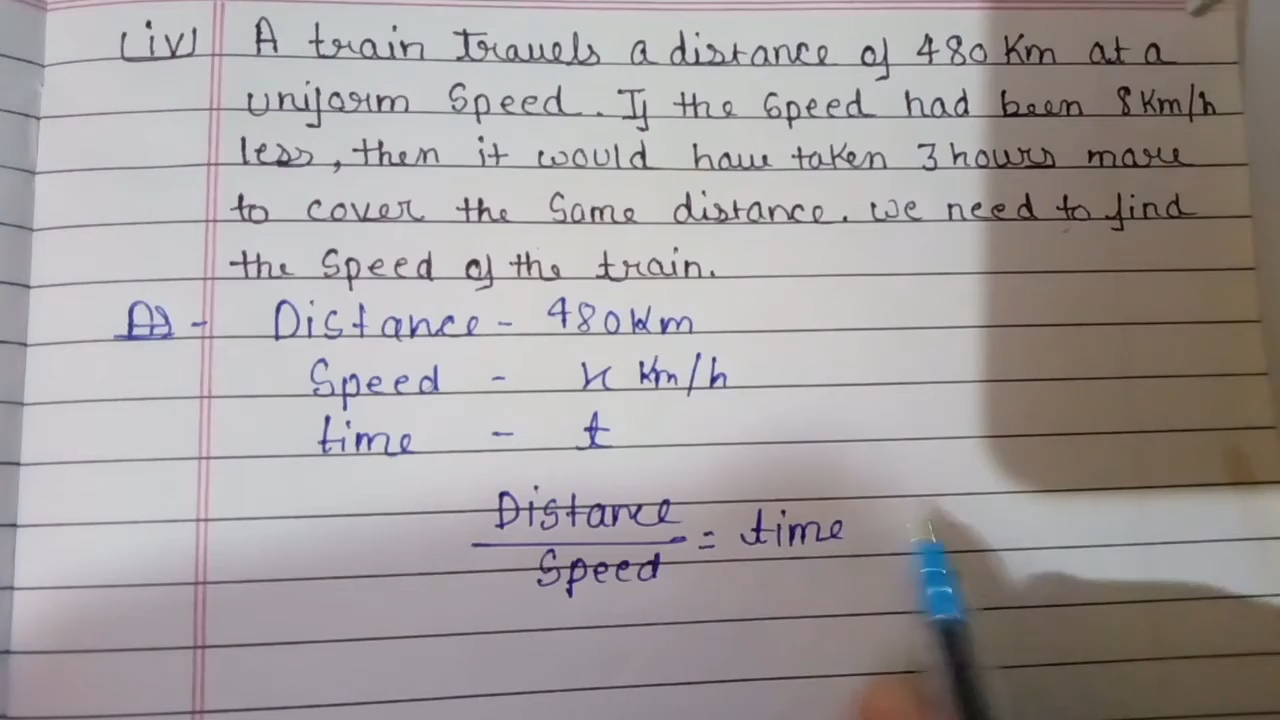 (iv) A train travels a distance of 480 Km at a
uniform speed. If the speed had been 8 Km/h
less, then it would have taken 3 hours more
to cover the same distance. We need to find
the speed of the train.
Distance - 480 Km
Speed - x Km/h
time - t
Distance
Speed = time